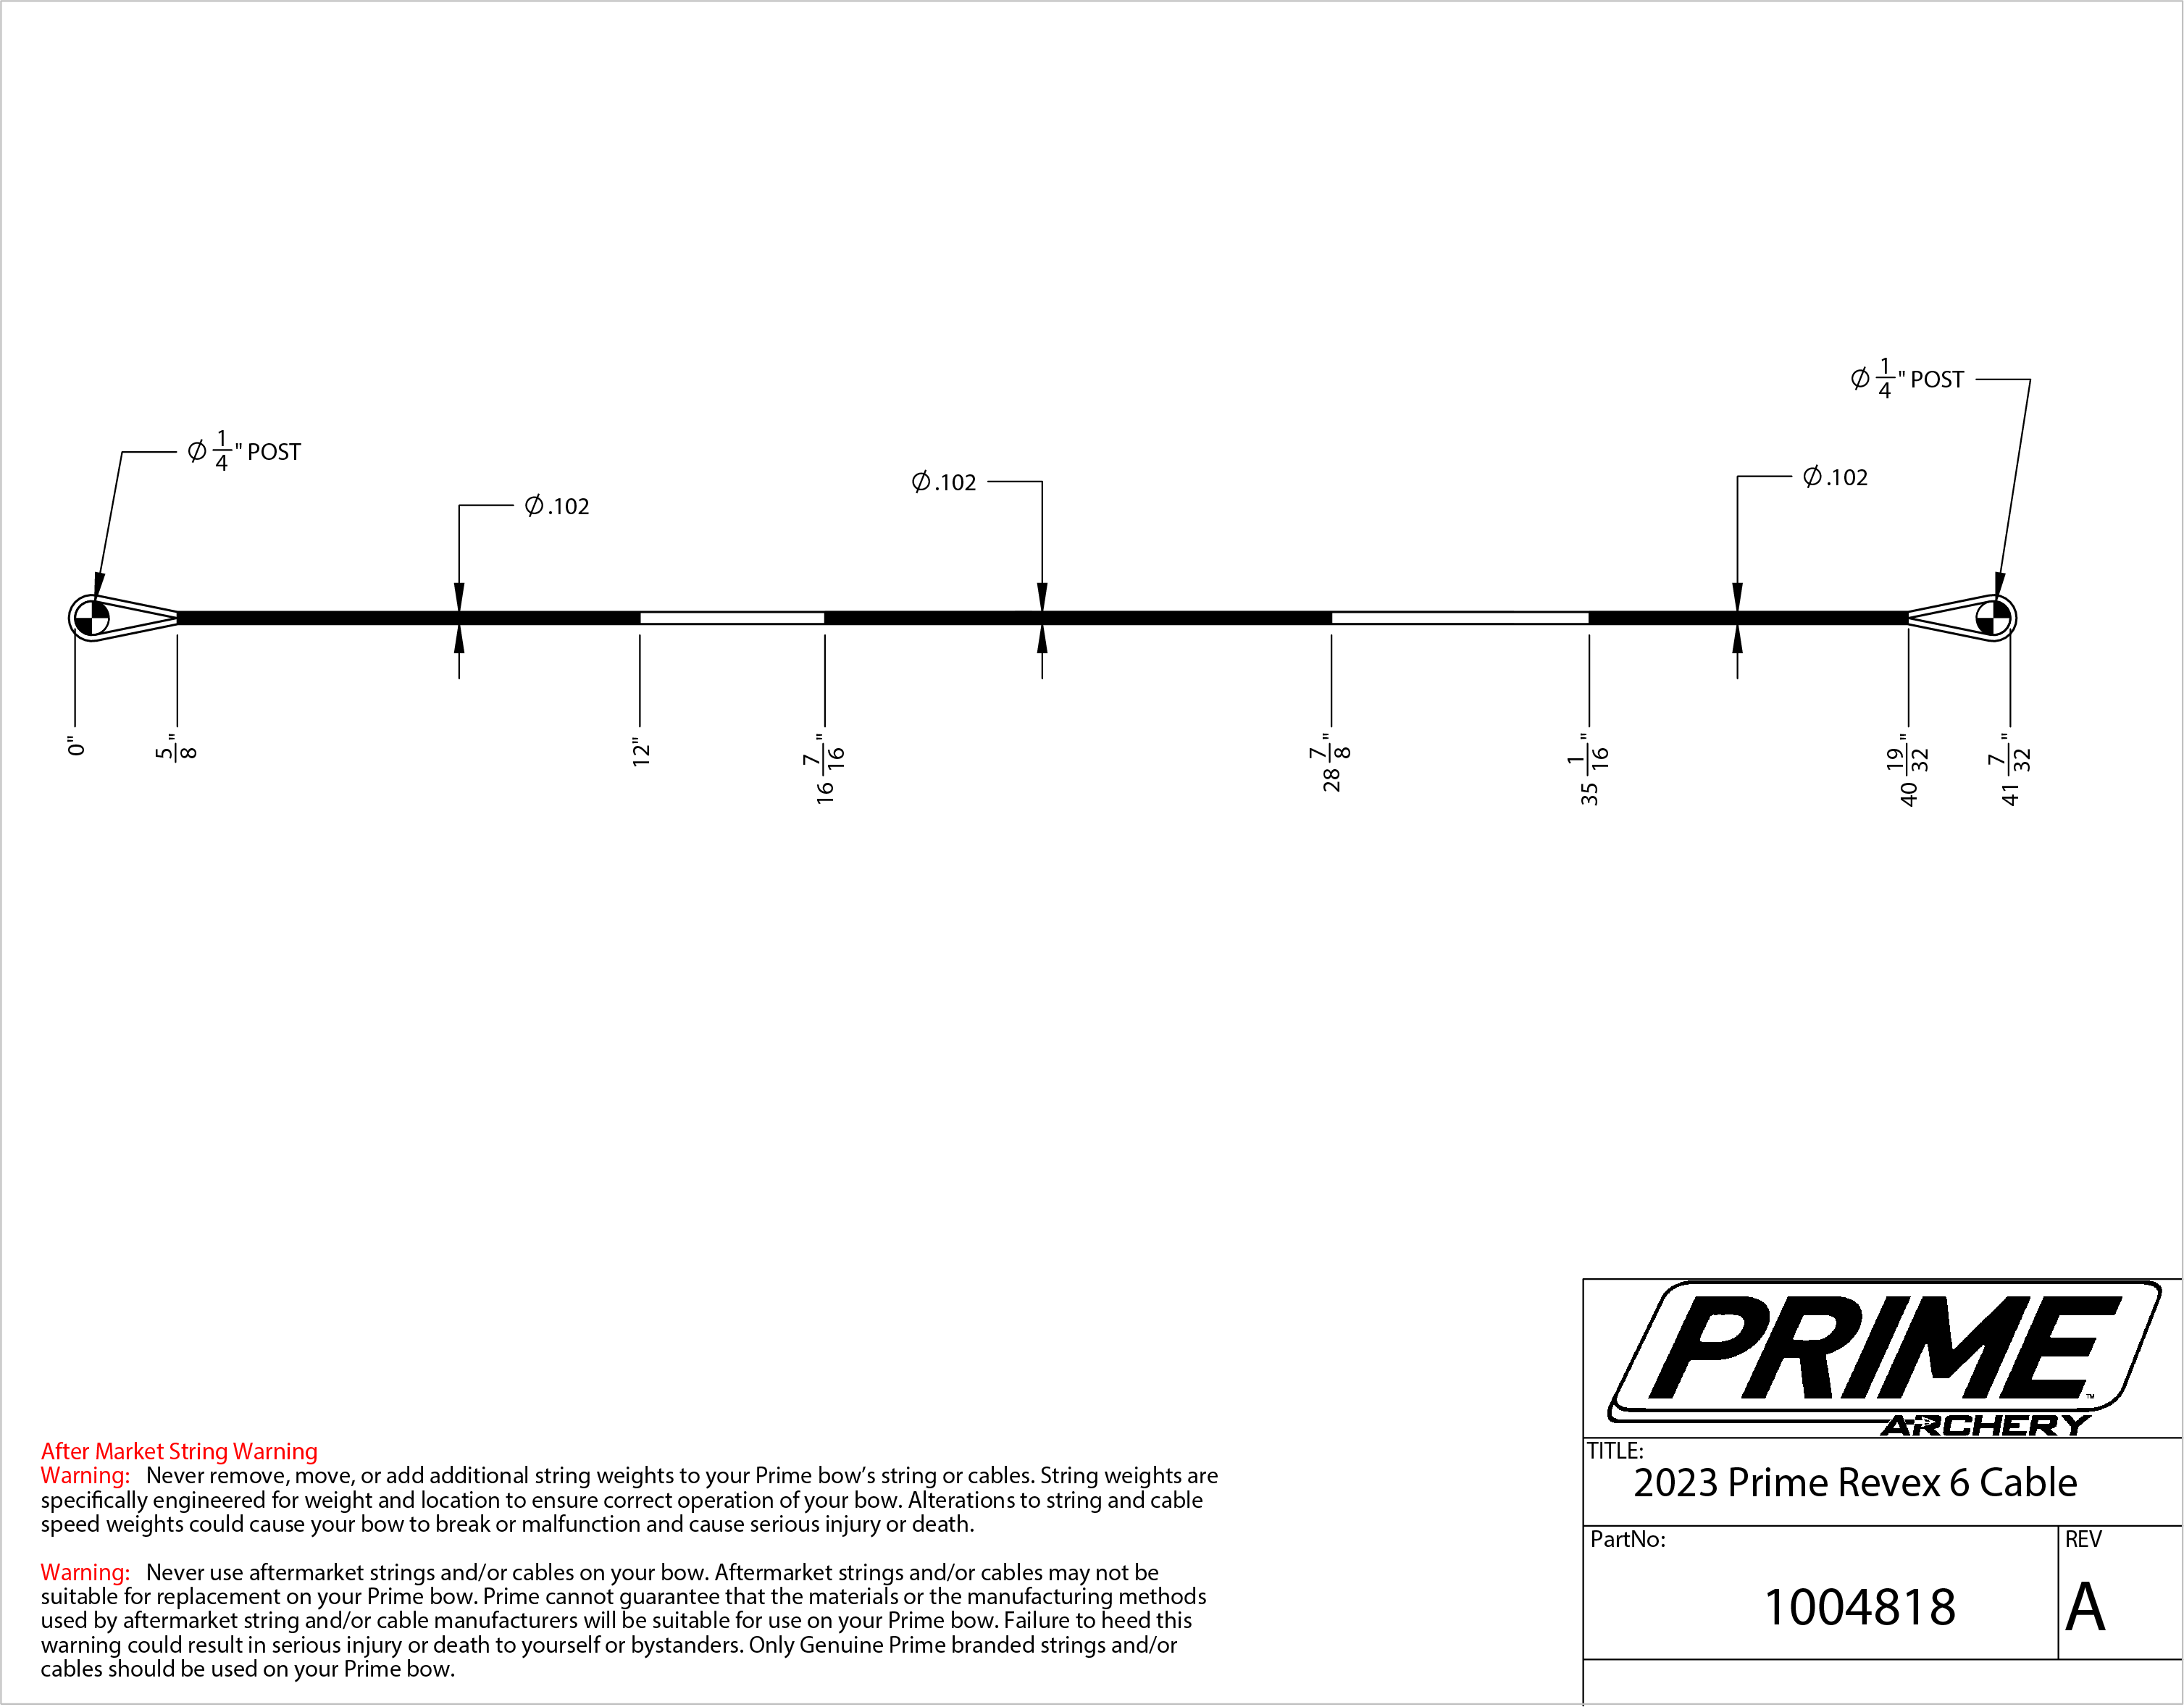 Ø 1/4" POST
Ø 1/4" POST
Ø .102
Ø .102
Ø .102
0"
5/8"
12"
16 7/16"
28 7/8"
35 1/16"
40 19/32"
41 7/32"
PRIME™
ARCHERY
TITLE:
2023 Prime Revex 6 Cable
PartNo:
1004818
REV
A
After Market String Warning
Warning: Never remove, move, or add additional string weights to your Prime bow’s string or cables. String weights are
specifically engineered for weight and location to ensure correct operation of your bow. Alterations to string and cable
speed weights could cause your bow to break or malfunction and cause serious injury or death.
Warning: Never use aftermarket strings and/or cables on your bow. Aftermarket strings and/or cables may not be
suitable for replacement on your Prime bow. Prime cannot guarantee that the materials or the manufacturing methods
used by aftermarket string and/or cable manufacturers will be suitable for use on your Prime bow. Failure to heed this
warning could result in serious injury or death to yourself or bystanders. Only Genuine Prime branded strings and/or
cables should be used on your Prime bow.